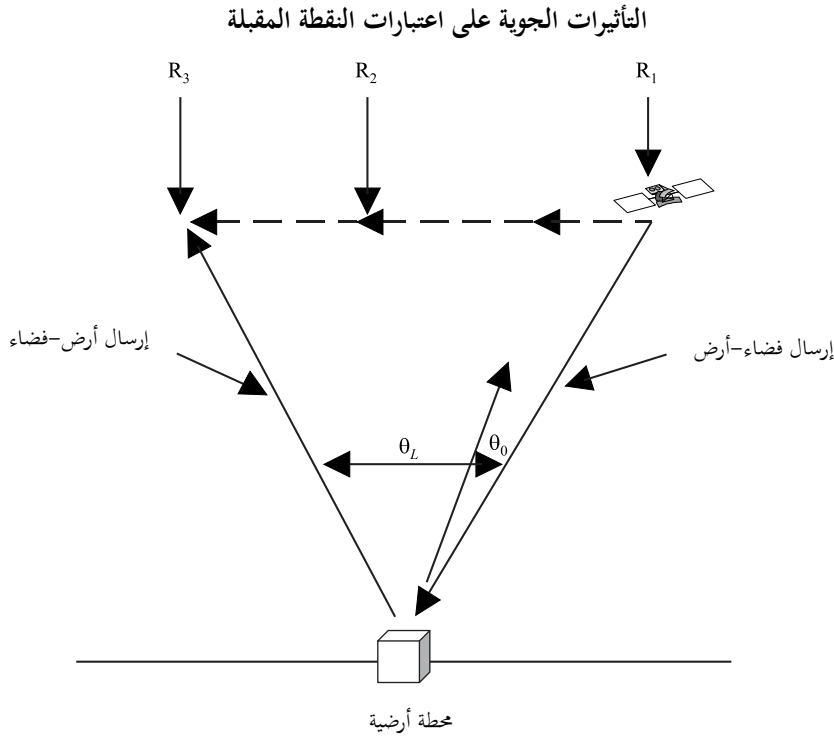 التأثيرات الجوية على اعتبارات النقطة المقبلة
R₁
R₂
R₃
إرسال فضاء-أرض
إرسال أرض-فضاء
θ₀
θL
محطة أرضية